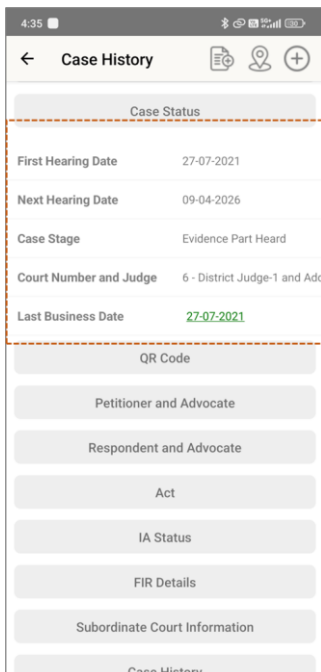 4:35
Case History
Case Status
First Hearing Date 27-07-2021
Next Hearing Date 09-04-2026
Case Stage Evidence Part Heard
Court Number and Judge 6 - District Judge-1 and Add
Last Business Date 27-07-2021
QR Code
Petitioner and Advocate
Respondent and Advocate
Act
IA Status
FIR Details
Subordinate Court Information
Case History